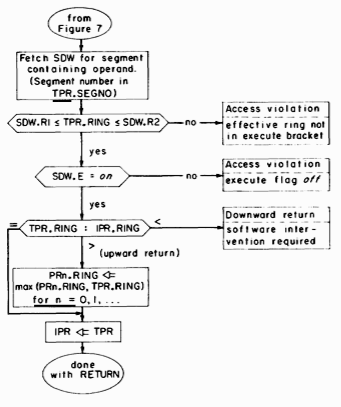 from
Figure 7
Fetch SDW for segment
containing operand.
(Segment number in
TPR.SEGNO)
SDW.R1 ≤ TPR.RING ≤ SDW.R2
no
Access violation
effective ring not
in execute bracket
yes
SDW.E = on
no
Access violation
execute flag off
yes
=
TPR.RING : IPR.RING
<
Downward return
software inter-
vention required
>
(upward return)
PRn.RING ⇐
max (PRn.RING, TPR.RING)
for n = 0, 1, ...
IPR ⇐ TPR
done
with RETURN